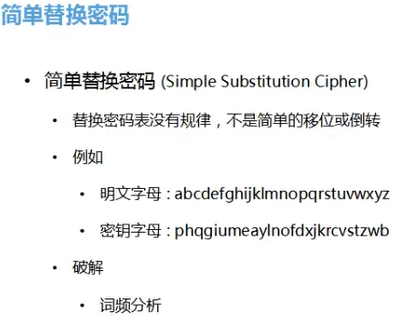 简单替换密码
• 简单替换密码 (Simple Substitution Cipher)
• 替换密码表没有规律，不是简单的移位或倒转
• 例如
• 明文字母 : abcdefghijklmnopqrstuvwxyz
• 密钥字母 : phqgiumeaylnofdxjkrcvstzwb
• 破解
• 词频分析